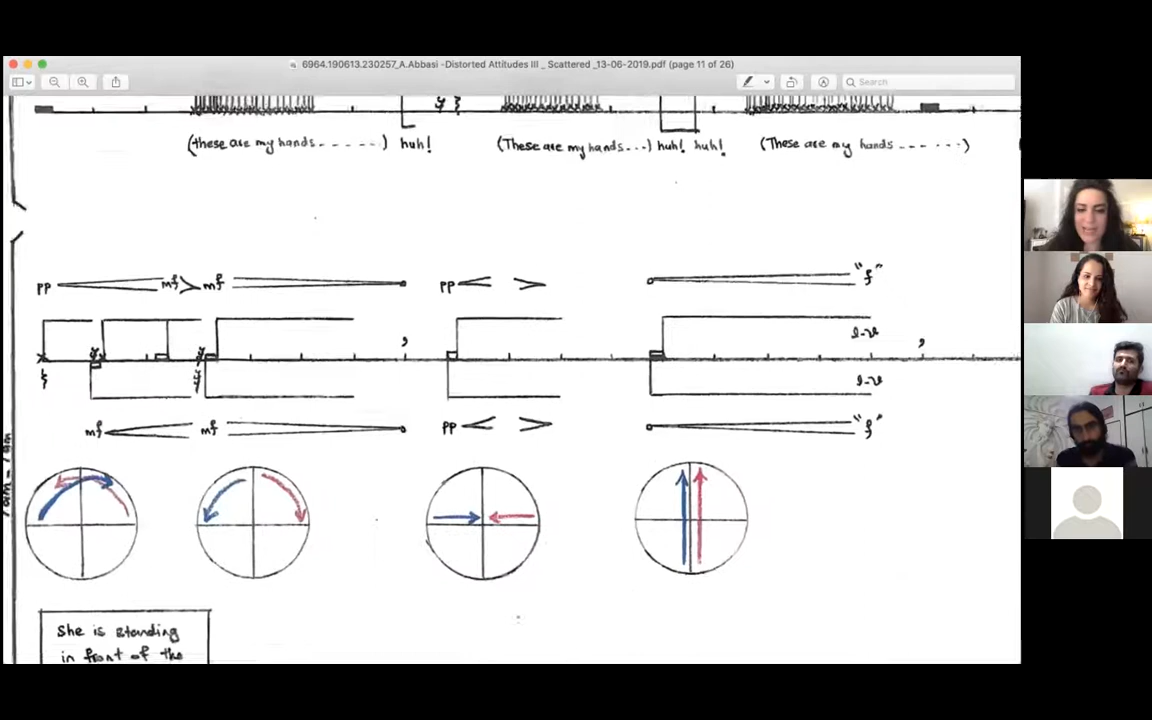 6964.190613.230257_A.Abbasi -Distorted Attitudes III _ Scattered _13-06-2019.pdf (page 11 of 26)
Search
(these are my hands - - - - - -) huh! (These are my hands - - -) huh! huh! (These are my hands - - - - - - -)
pp mf mf pp "f"
,
,
l-v
l-v
mf mf pp "f"
She is standing
in front of the